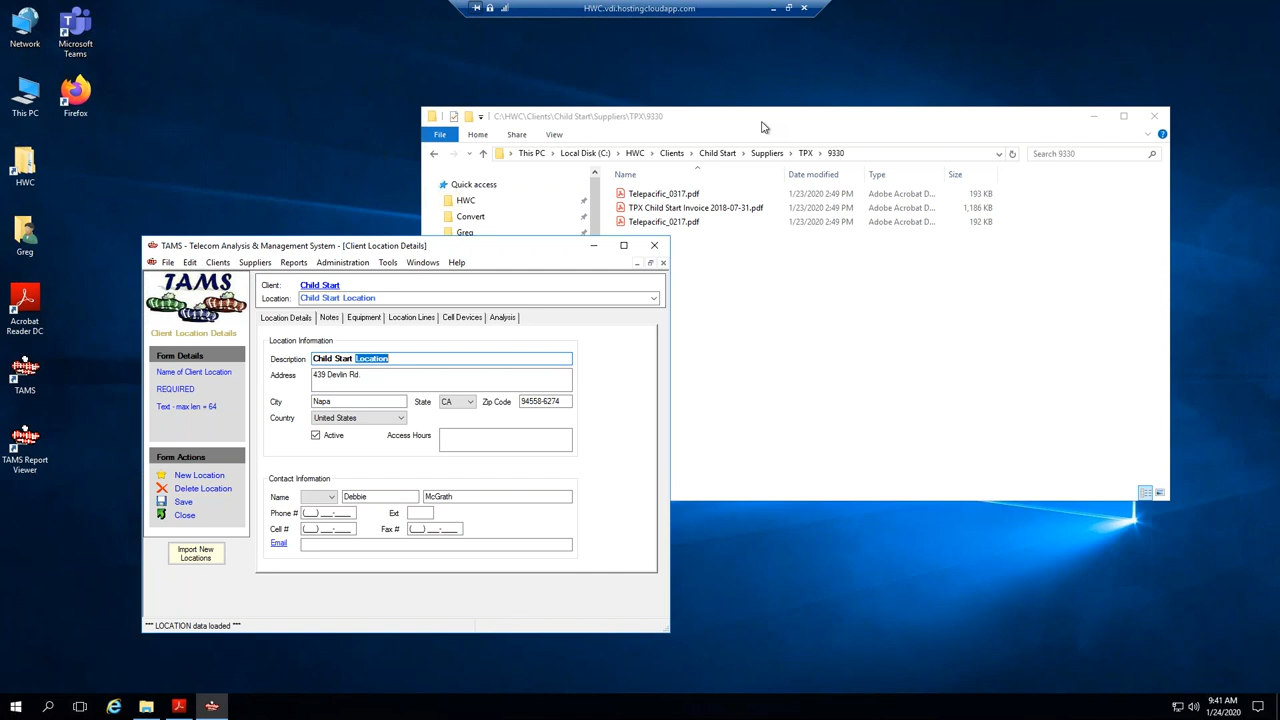 HWC.vdi.hostingcloudapp.com
Network
Microsoft Teams
This PC
Firefox
HWC
Greg
Acrobat Reader DC
TAMS
TAMS Report Viewer
C:\HWC\Clients\Child Start\Suppliers\TPX\9330
File Home Share View
This PC Local Disk (C:) HWC Clients Child Start Suppliers TPX 9330
Search 9330
Quick access
HWC
Convert
Greg
Name Date modified Type Size
Telepacific_0317.pdf 1/23/2020 2:49 PM Adobe Acrobat D... 193 KB
TPX Child Start Invoice 2018-07-31.pdf 1/23/2020 2:49 PM Adobe Acrobat D... 1,186 KB
Telepacific_0217.pdf 1/23/2020 2:49 PM Adobe Acrobat D... 192 KB
TAMS - Telecom Analysis & Management System - [Client Location Details]
File Edit Clients Suppliers Reports Administration Tools Windows Help
TAMS
Client Location Details
Form Details
Name of Client Location
REQUIRED
Text - max len = 64
Form Actions
New Location
Delete Location
Save
Close
Import New Locations
Client: Child Start
Location: Child Start Location
Location Details Notes Equipment Location Lines Cell Devices Analysis
Location Information
Description Child Start Location
Address 439 Devlin Rd.
City Napa State CA Zip Code 94558-6274
Country United States
Active Access Hours
Contact Information
Name Debbie McGrath
Phone # (___) ___-____ Ext
Cell # (___) ___-____ Fax # (___) ___-____
Email
*** LOCATION data loaded ***
9:41 AM
1/24/2020